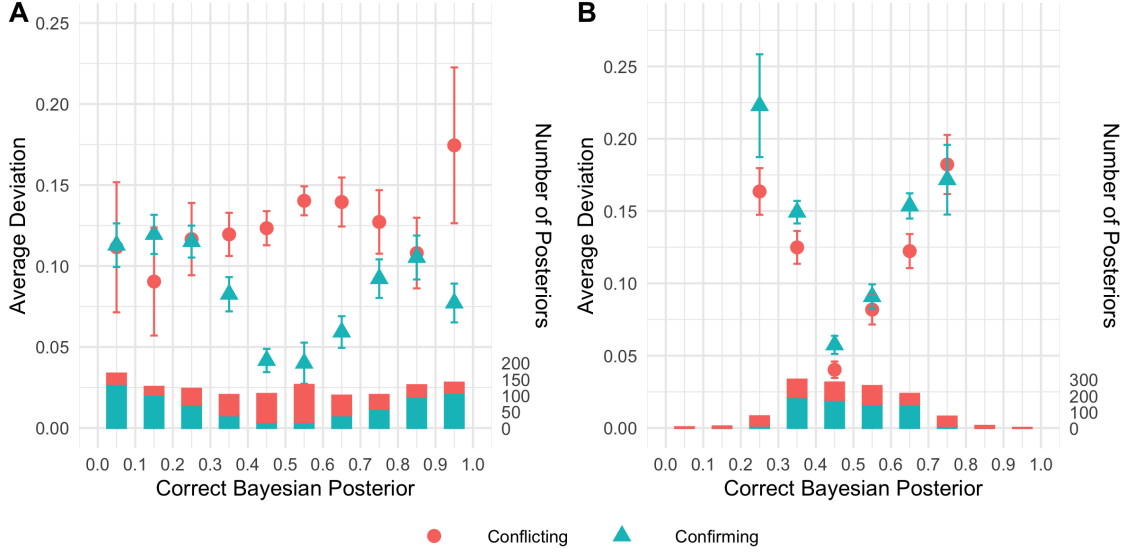 A
Average Deviation
0.25
0.20
0.15
0.10
0.05
0.00
200
150
100
50
0
Number of Posteriors
0.0 0.1 0.2 0.3 0.4 0.5 0.6 0.7 0.8 0.9 1.0
Correct Bayesian Posterior
B
Average Deviation
0.25
0.20
0.15
0.10
0.05
0.00
300
200
100
0
Number of Posteriors
0.0 0.1 0.2 0.3 0.4 0.5 0.6 0.7 0.8 0.9 1.0
Correct Bayesian Posterior
Conflicting Confirming